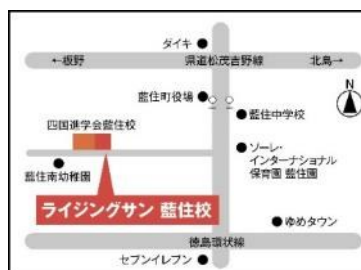 ダイキ
←板野
県道松茂吉野線
北島→
藍住町役場
藍住中学校
四国進学会藍住校
ソーレ・
インターナショナル
保育園 藍住園
藍住南幼稚園
ライジングサン 藍住校
ゆめタウン
徳島環状線
セブンイレブン